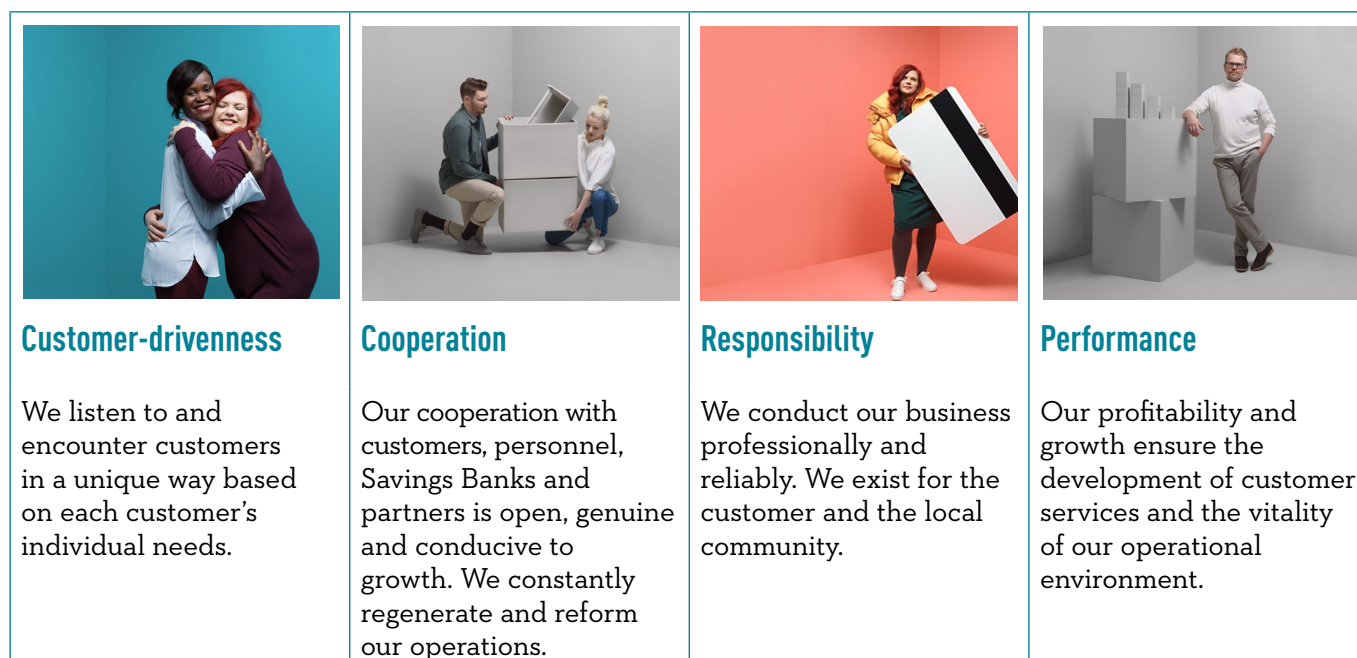 Customer-drivenness
We listen to and
encounter customers
in a unique way based
on each customer's
individual needs.
Cooperation
Our cooperation with
customers, personnel,
Savings Banks and
partners is open, genuine
and conducive to
growth. We constantly
regenerate and reform
our operations.
Responsibility
We conduct our business
professionally and
reliably. We exist for the
customer and the local
community.
Performance
Our profitability and
growth ensure the
development of customer
services and the vitality
of our operational
environment.